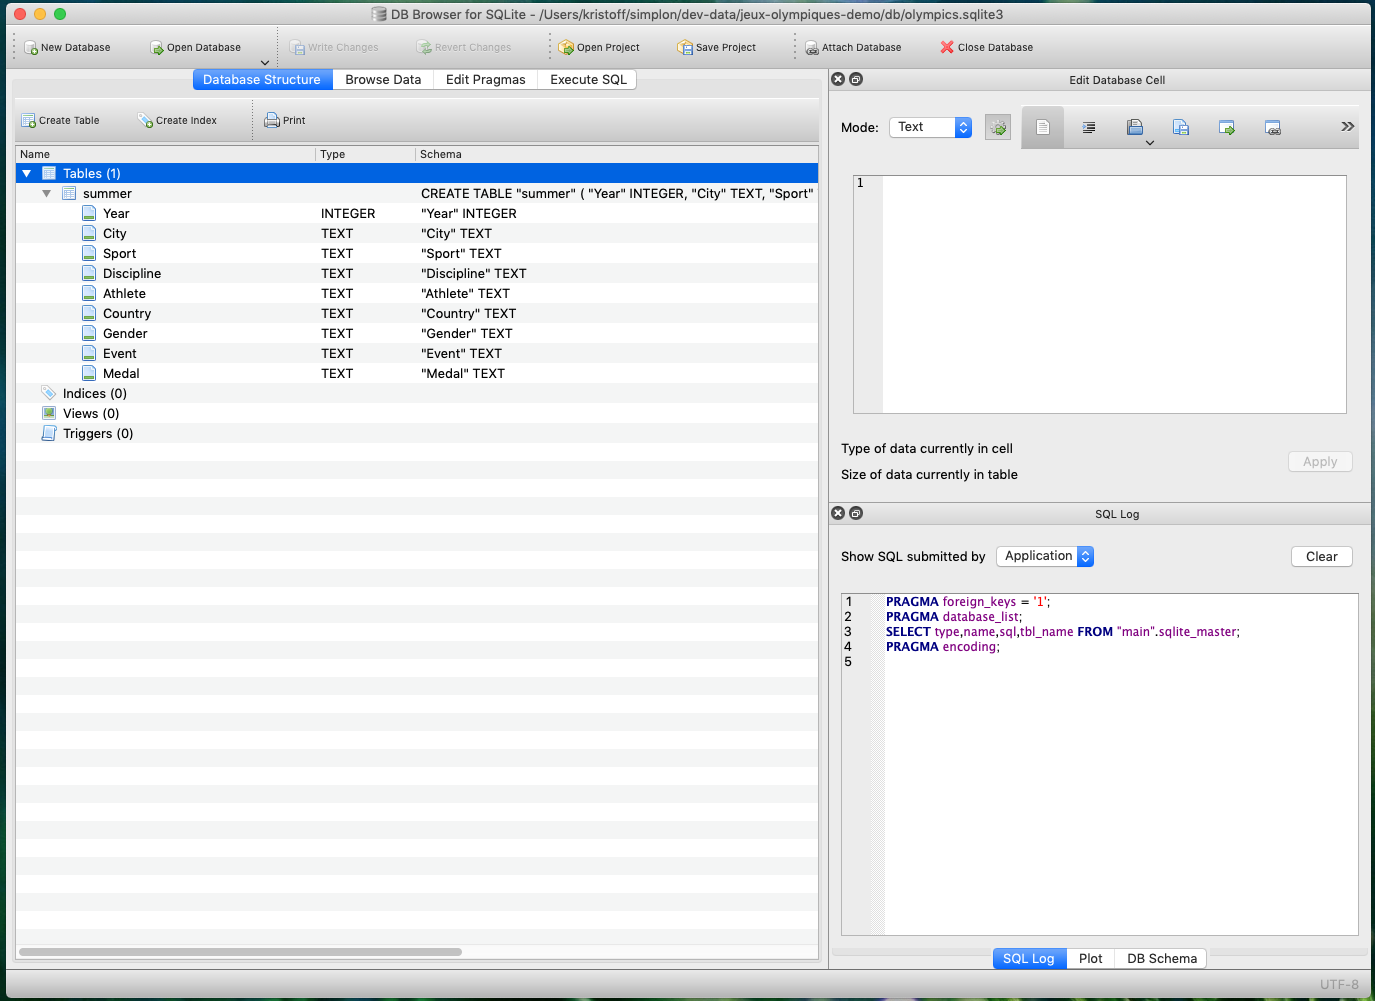 DB Browser for SQLite - /Users/kristoff/simplon/dev-data/jeux-olympiques-demo/db/olympics.sqlite3
New Database Open Database Write Changes Revert Changes Open Project Save Project Attach Database Close Database
Database Structure Browse Data Edit Pragmas Execute SQL
Create Table Create Index Print
Name Type Schema
Tables (1)
summer CREATE TABLE "summer" ( "Year" INTEGER, "City" TEXT, "Sport"
Year INTEGER "Year" INTEGER
City TEXT "City" TEXT
Sport TEXT "Sport" TEXT
Discipline TEXT "Discipline" TEXT
Athlete TEXT "Athlete" TEXT
Country TEXT "Country" TEXT
Gender TEXT "Gender" TEXT
Event TEXT "Event" TEXT
Medal TEXT "Medal" TEXT
Indices (0)
Views (0)
Triggers (0)
Edit Database Cell
Mode: Text
1
Type of data currently in cell
Size of data currently in table
Apply
SQL Log
Show SQL submitted by Application Clear
1 PRAGMA foreign_keys = '1';
2 PRAGMA database_list;
3 SELECT type,name,sql,tbl_name FROM "main".sqlite_master;
4 PRAGMA encoding;
5
SQL Log Plot DB Schema
UTF-8